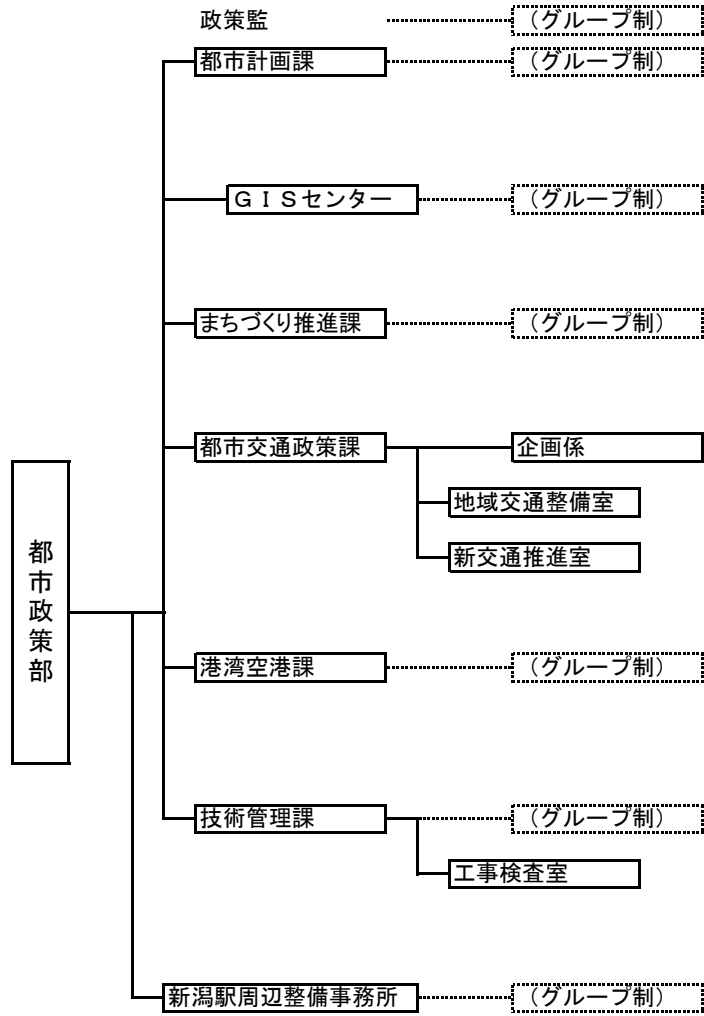 政策監
（グループ制）
都市計画課
（グループ制）
ＧＩＳセンター
（グループ制）
まちづくり推進課
（グループ制）
都市交通政策課
企画係
地域交通整備室
新交通推進室
都市政策部
港湾空港課
（グループ制）
技術管理課
（グループ制）
工事検査室
新潟駅周辺整備事務所
（グループ制）